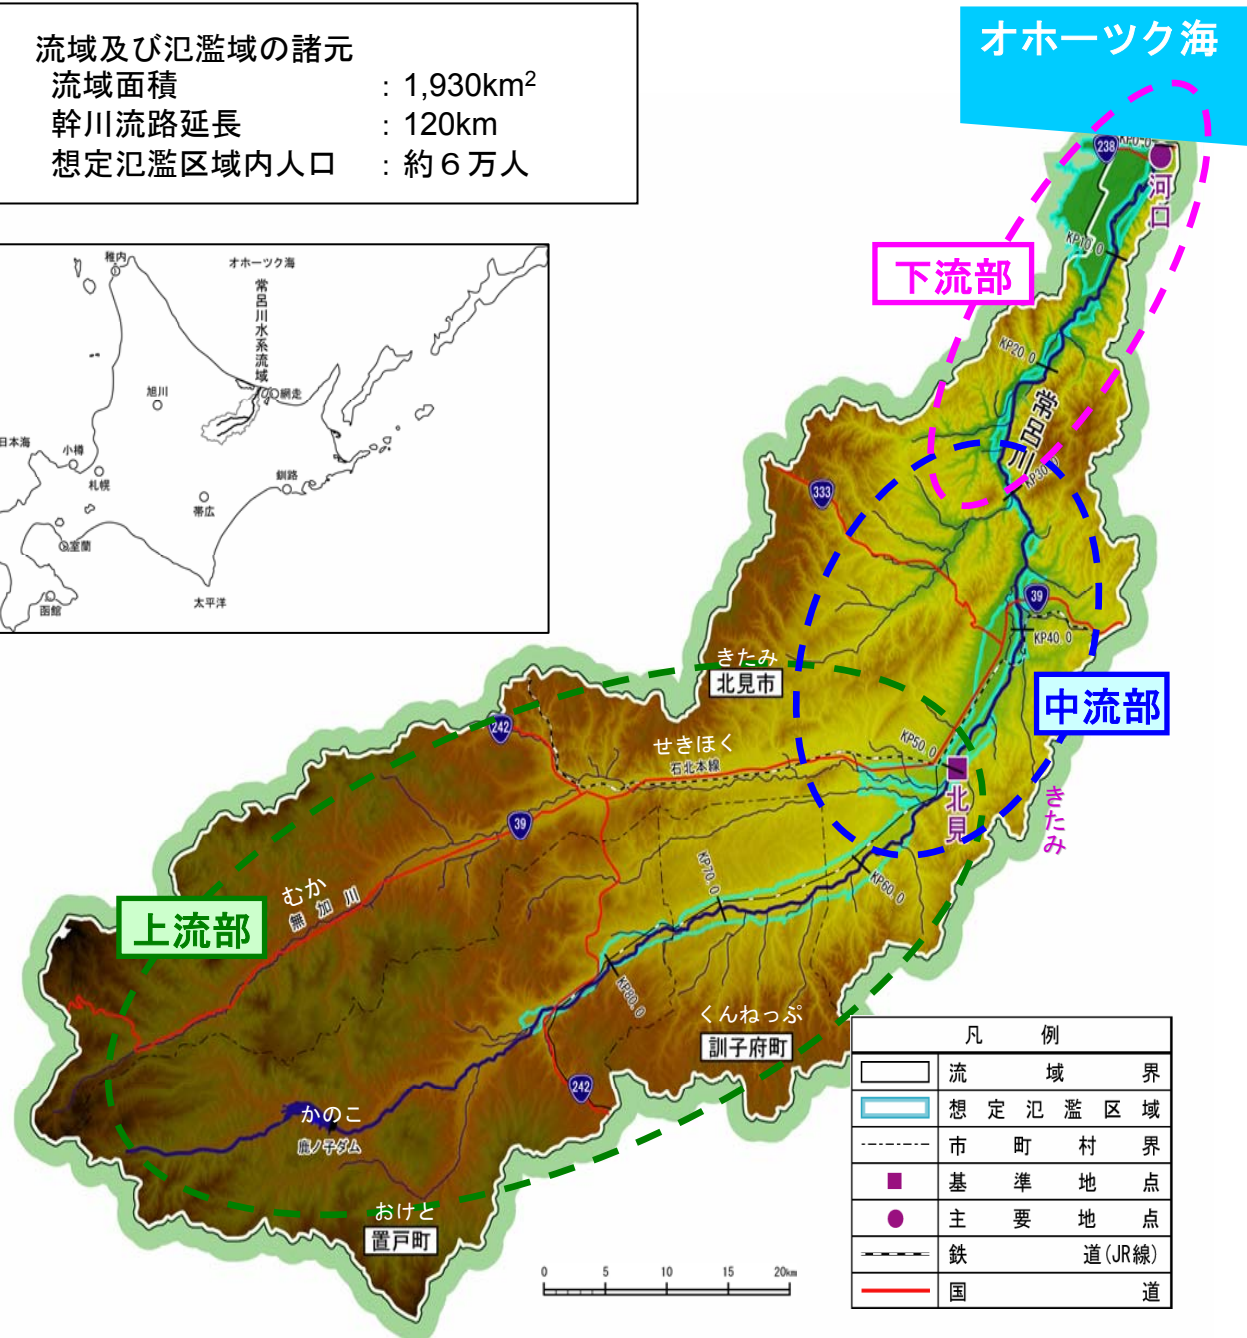 流域及び氾濫域の諸元
流域面積 : 1,930km²
幹川流路延長 : 120km
想定氾濫区域内人口 : 約６万人
オホーツク海
238
KP0.0
河口
KP10.0
下流部
KP20.0
常呂川
KP30.0
稚内
オホーツク海
常呂川水系流域
網走
旭川
日本海
小樽
札幌
釧路
帯広
室蘭
函館
太平洋
333
39
KP40.0
きたみ
北見市
中流部
242
せきほく
石北本線
KP50.0
北見
きたみ
39
KP60.0
KP70.0
むか
無加川
上流部
KP80.0
くんねっぷ
訓子府町
242
かのこ
鹿ノ子ダム
おけと
置戸町
0 5 10 15 20km
凡例
流域界
想定氾濫区域
市町村界
基準地点
主要地点
鉄道(JR線)
国道